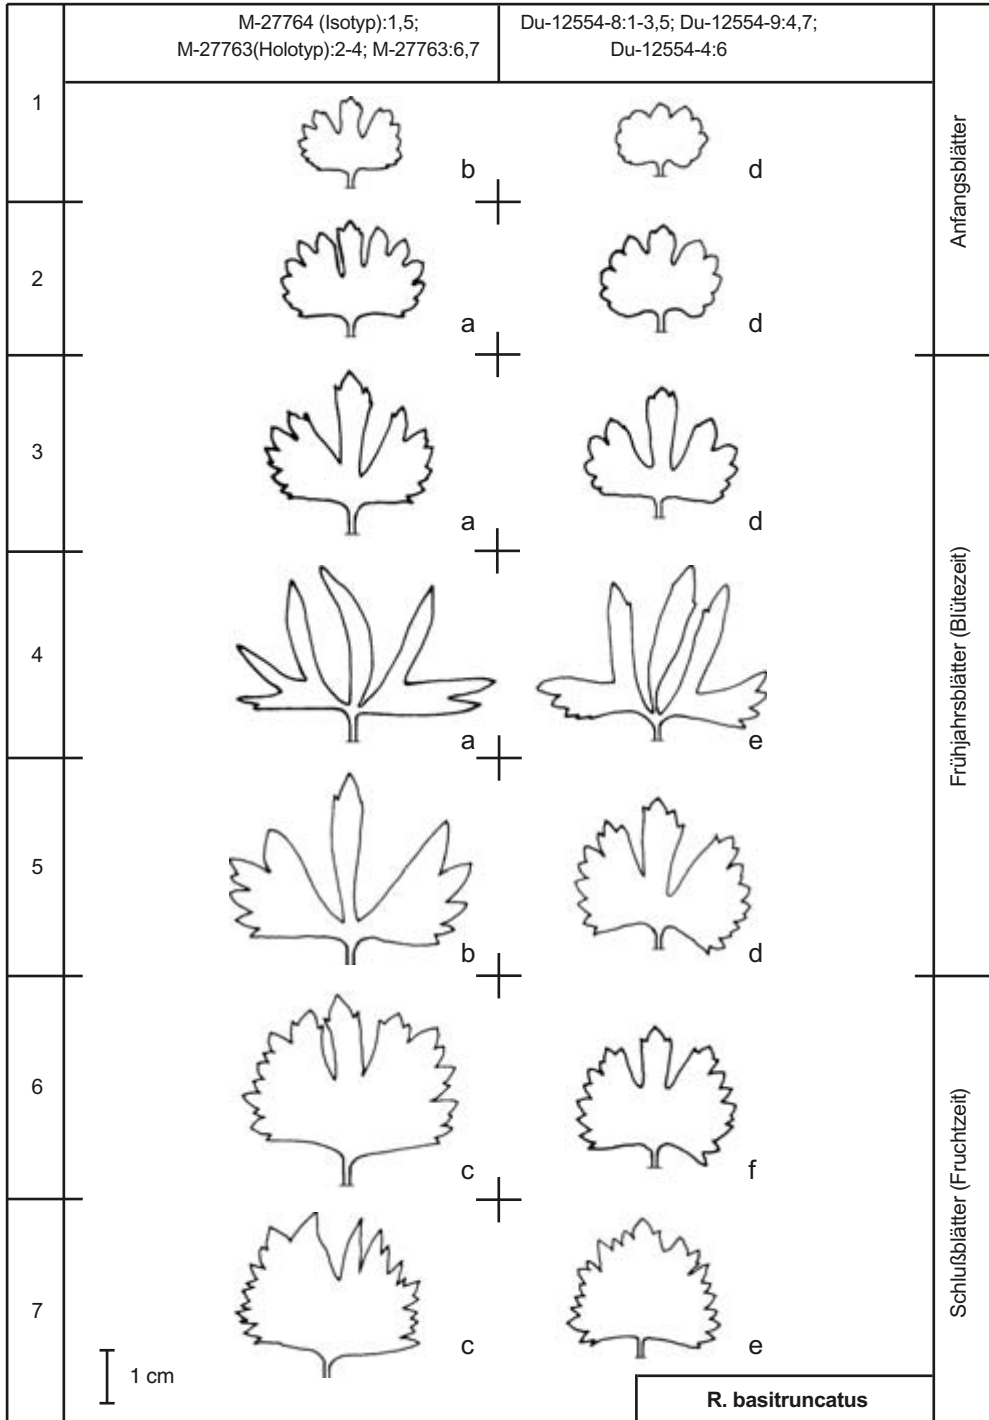 M-27764 (Isotyp):1,5;
M-27763(Holotyp):2-4; M-27763:6,7
Du-12554-8:1-3,5; Du-12554-9:4,7;
Du-12554-4:6
1
b
d
2
a
d
Anfangsblätter
3
a
d
4
a
e
5
b
d
Frühjahrsblätter (Blütezeit)
6
c
f
7
c
e
Schlußblätter (Fruchtzeit)
1 cm
R. basitruncatus